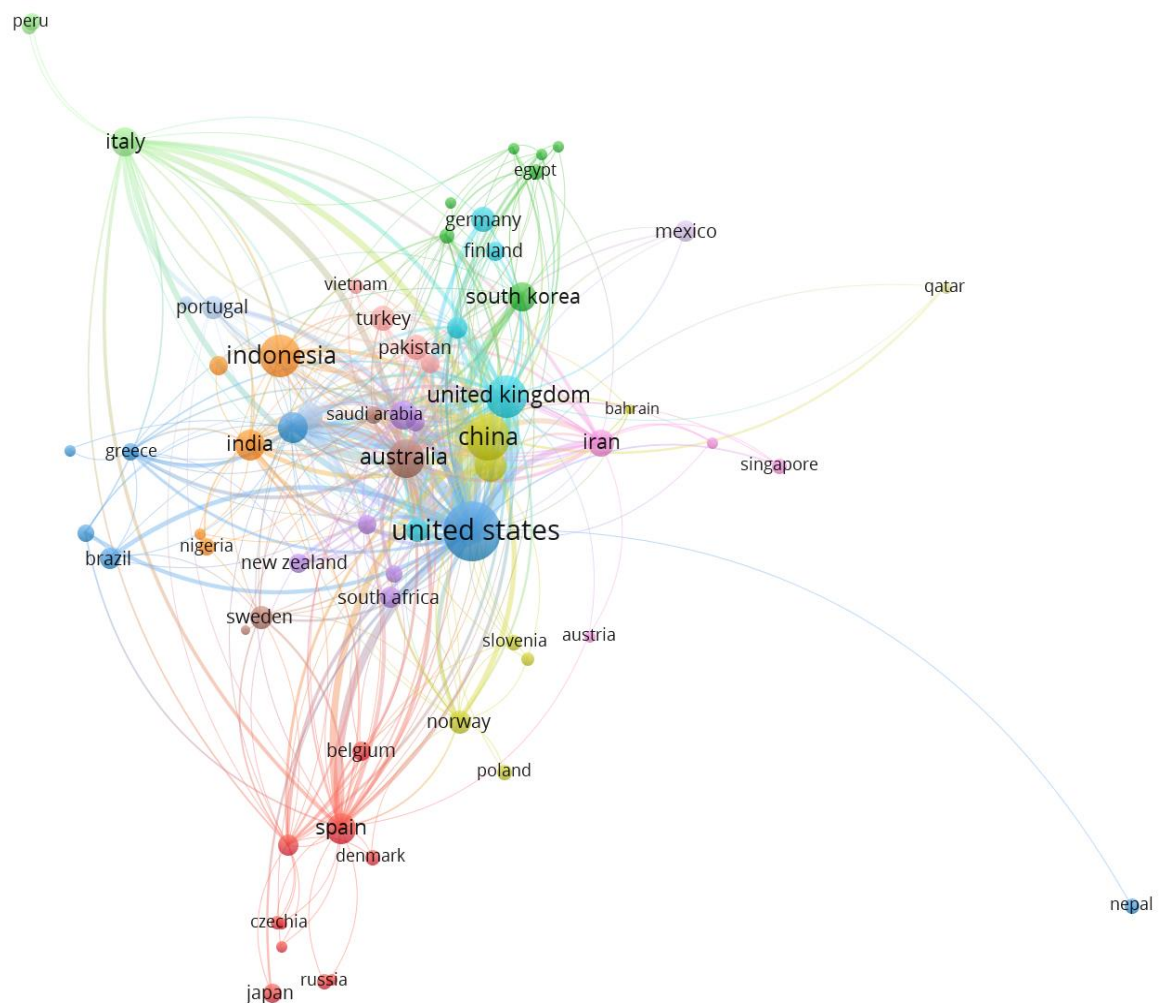 peru
italy
egypt
germany
mexico
finland
vietnam
qatar
south korea
portugal
turkey
pakistan
indonesia
united kingdom
bahrain
saudi arabia
china
iran
india
greece
australia
singapore
united states
nigeria
brazil
new zealand
south africa
sweden
austria
slovenia
norway
belgium
poland
spain
denmark
nepal
czechia
russia
japan